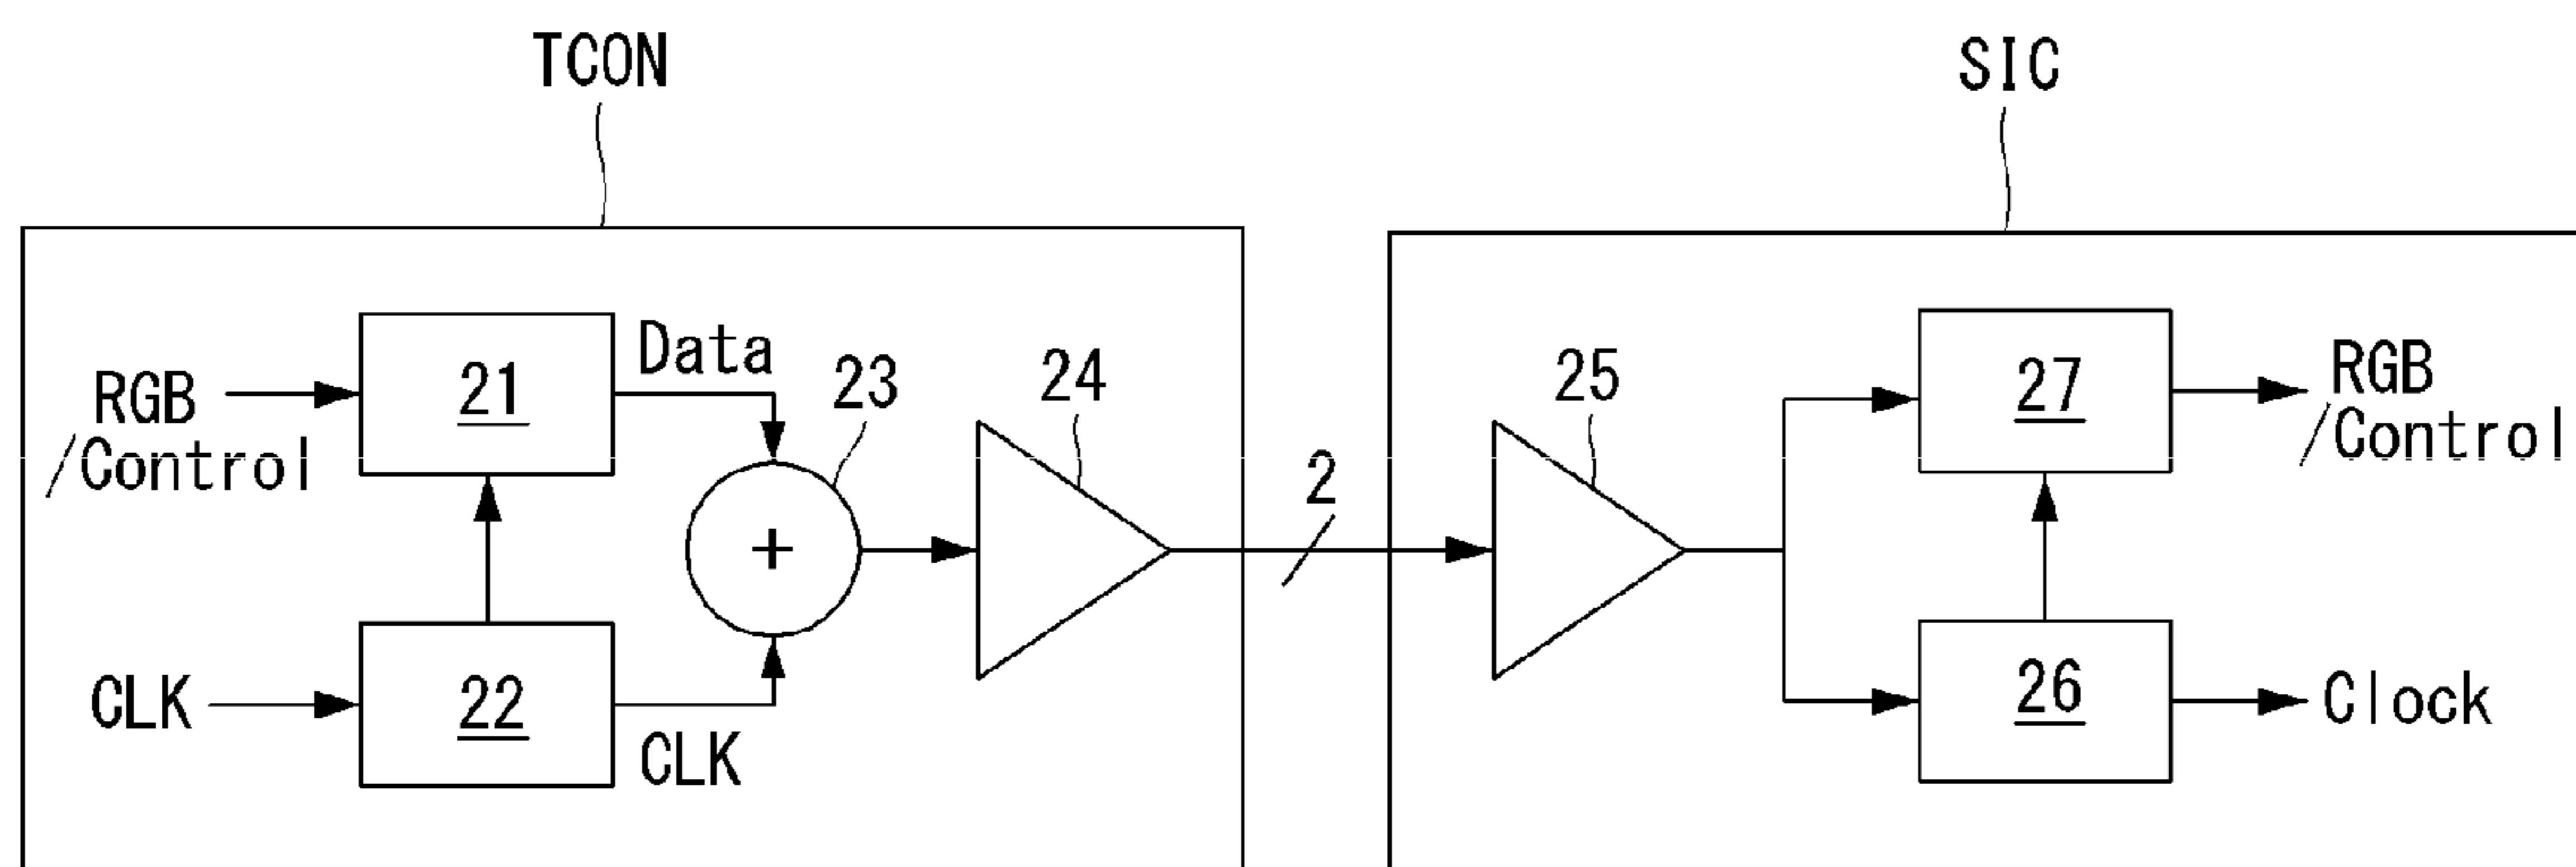 TCON
SIC
RGB
/Control
21
Data
23
24
2
25
27
RGB
/Control
CLK
22
CLK
+
26
Clock